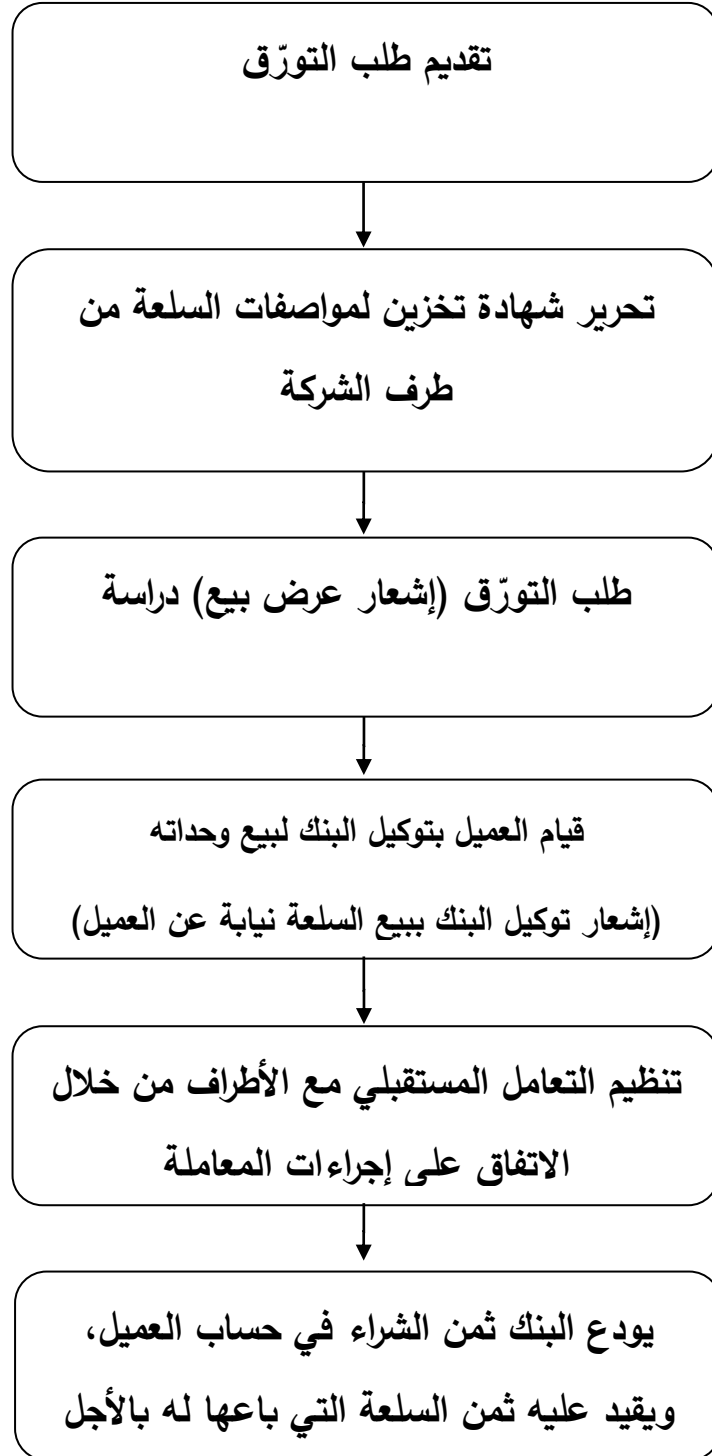 تقديم طلب التورّق
تحرير شهادة تخزين لمواصفات السلعة من
طرف الشركة
طلب التورّق (إشعار عرض بيع) دراسة
قيام العميل بتوكيل البنك لبيع وحداته
(إشعار توكيل البنك ببيع السلعة نيابة عن العميل)
تنظيم التعامل المستقبلي مع الأطراف من خلال
الاتفاق على إجراءات المعاملة
يودع البنك ثمن الشراء في حساب العميل،
ويقيد عليه ثمن السلعة التي باعها له بالأجل